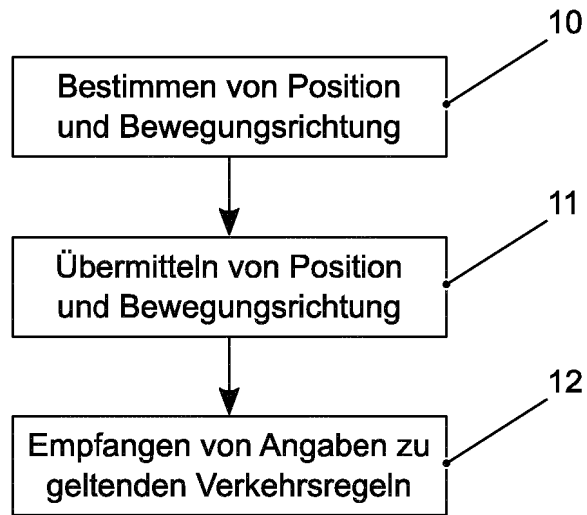 10
Bestimmen von Position
und Bewegungsrichtung
11
Übermitteln von Position
und Bewegungsrichtung
12
Empfangen von Angaben zu
geltenden Verkehrsregeln